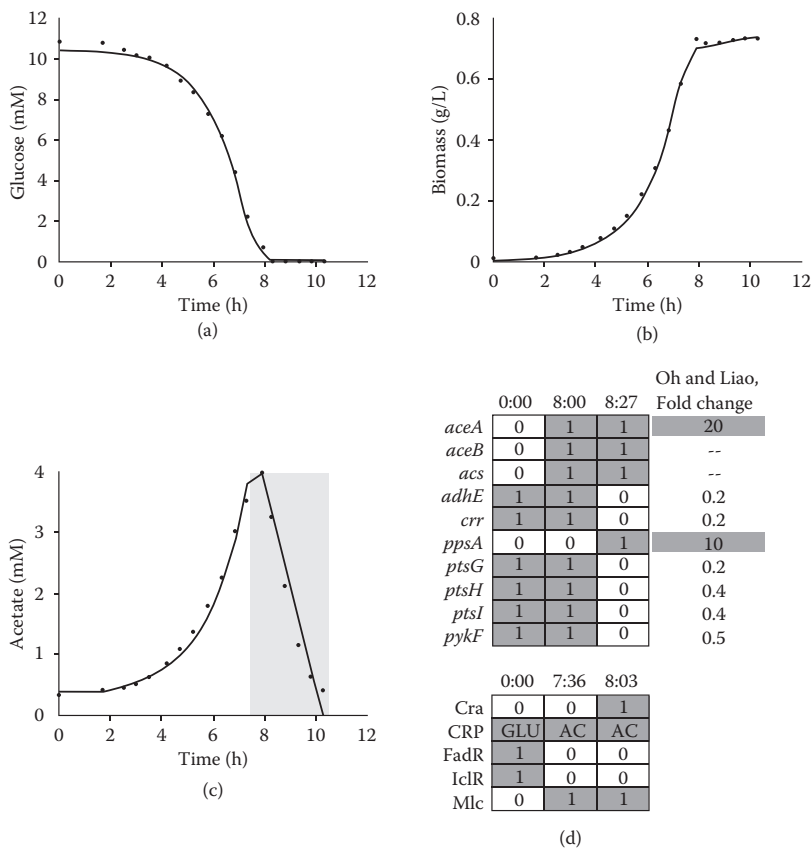 12
10
8
6
4
2
0
Glucose (mM)
0 2 4 6 8 10 12
Time (h)
(a)
0.8
0.6
0.4
0.2
0
Biomass (g/L)
0 2 4 6 8 10 12
Time (h)
(b)
4
3
2
1
0
Acetate (mM)
0 2 4 6 8 10 12
Time (h)
(c)
Oh and Liao,
0:00 8:00 8:27 Fold change
aceA 0 1 1 20
aceB 0 1 1 --
acs 0 1 1 --
adhE 1 1 0 0.2
crr 1 1 0 0.2
ppsA 0 0 1 10
ptsG 1 1 0 0.2
ptsH 1 1 0 0.4
ptsI 1 1 0 0.4
pykF 1 1 0 0.5
0:00 7:36 8:03
Cra 0 0 1
CRP GLU AC AC
FadR 1 0 0
IclR 1 0 0
Mlc 0 1 1
(d)